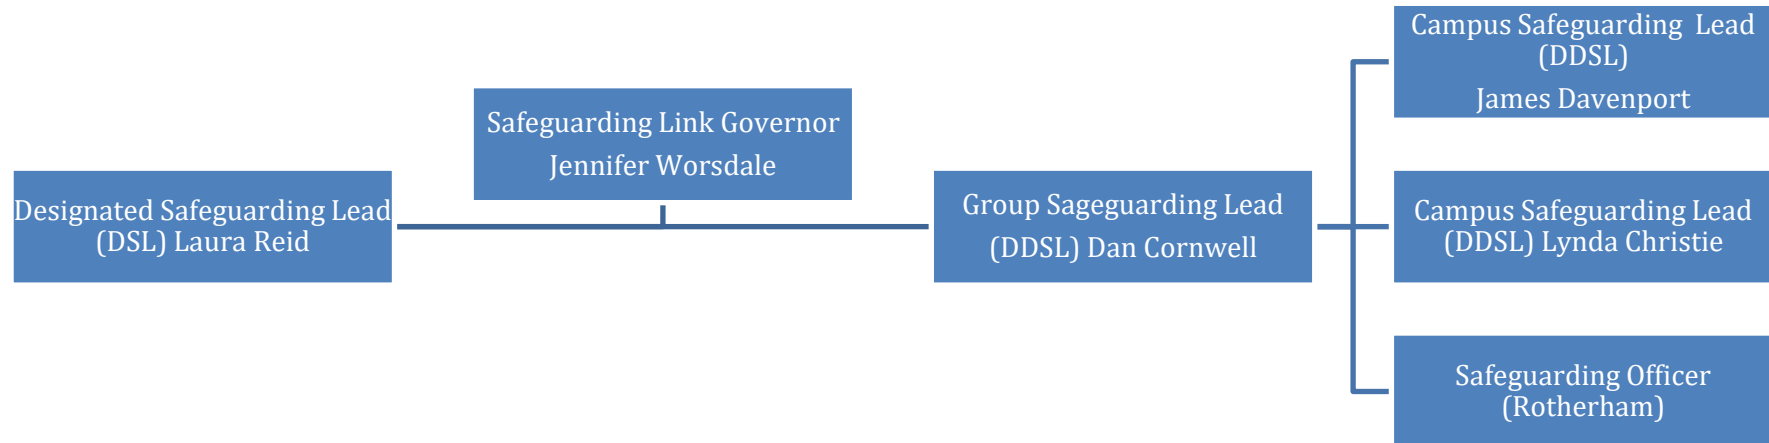 Designated Safeguarding Lead
(DSL) Laura Reid
Safeguarding Link Governor
Jennifer Worsdale
Group Sageguarding Lead
(DDSL) Dan Cornwell
Campus Safeguarding Lead
(DDSL)
James Davenport
Campus Safeguarding Lead
(DDSL) Lynda Christie
Safeguarding Officer
(Rotherham)